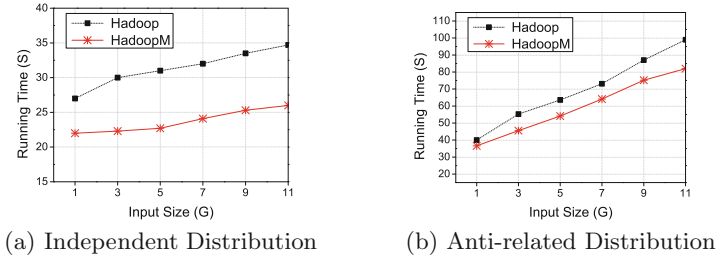 Hadoop
HadoopM
40
35
30
25
20
15
Running Time (S)
1 3 5 7 9 11
Input Size (G)
(a) Independent Distribution
Hadoop
HadoopM
110
100
90
80
70
60
50
40
30
20
Running Time (S)
1 3 5 7 9 11
Input Size (G)
(b) Anti-related Distribution